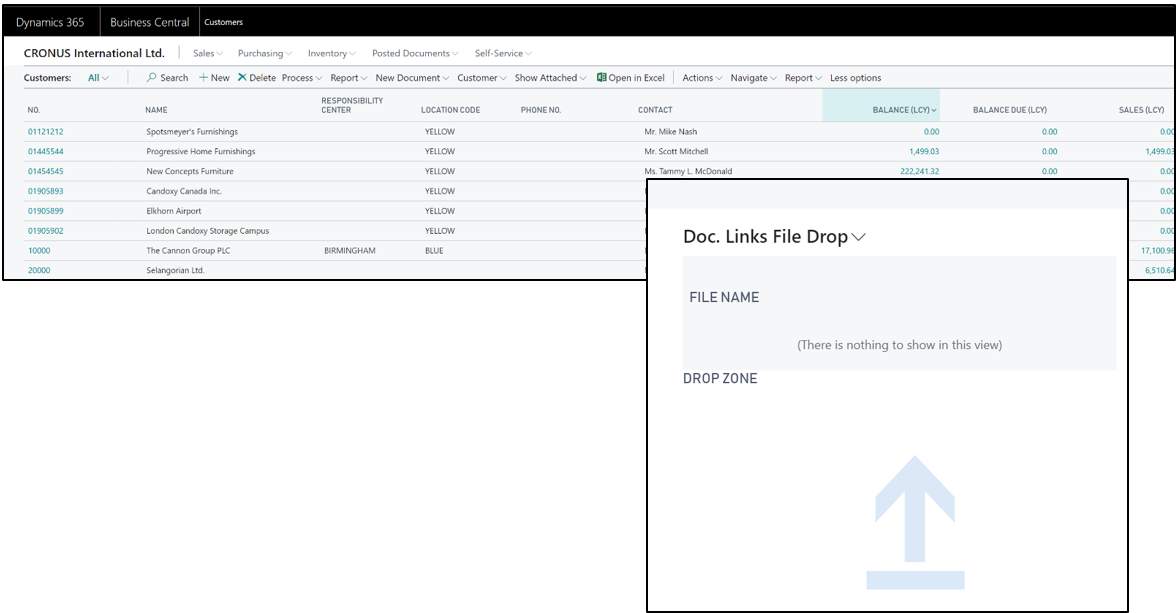 Dynamics 365 Business Central Customers
CRONUS International Ltd. Sales Purchasing Inventory Posted Documents Self-Service
Customers: All Search New Delete Process Report New Document Customer Show Attached Open in Excel Actions Navigate Report Less options
NO. NAME RESPONSIBILITY CENTER LOCATION CODE PHONE NO. CONTACT BALANCE (LCY) BALANCE DUE (LCY) SALES (LCY)
01121212 Spotsmeyer's Furnishings YELLOW Mr. Mike Nash 0.00 0.00 0.00
01445544 Progressive Home Furnishings YELLOW Mr. Scott Mitchell 1,499.03 0.00 1,499.03
01454545 New Concepts Furniture YELLOW Ms. Tammy L. McDonald 222,241.32 0.00 0.00
01905893 Candoxy Canada Inc. YELLOW 0.00
01905899 Elkhorn Airport YELLOW 0.00
01905902 London Candoxy Storage Campus YELLOW 0.00
10000 The Cannon Group PLC BIRMINGHAM BLUE 17,100.96
20000 Selangorian Ltd. 6,510.64
Doc. Links File Drop
FILE NAME
(There is nothing to show in this view)
DROP ZONE